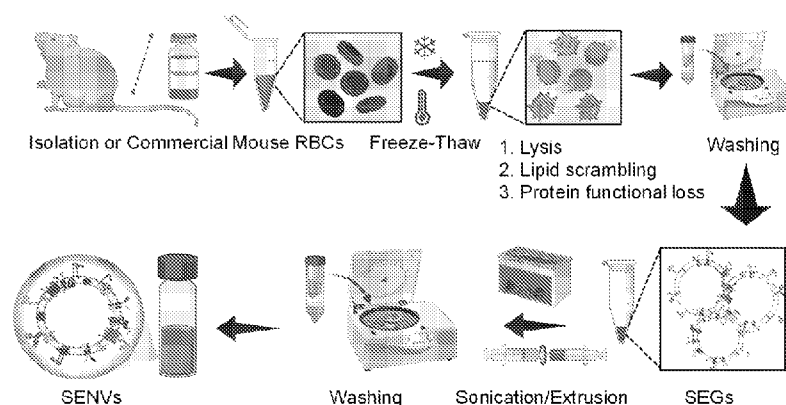 Isolation or Commercial Mouse RBCs
Freeze-Thaw
1. Lysis
2. Lipid scrambling
3. Protein functional loss
Washing
SENVs
Washing
Sonication/Extrusion
SEGs